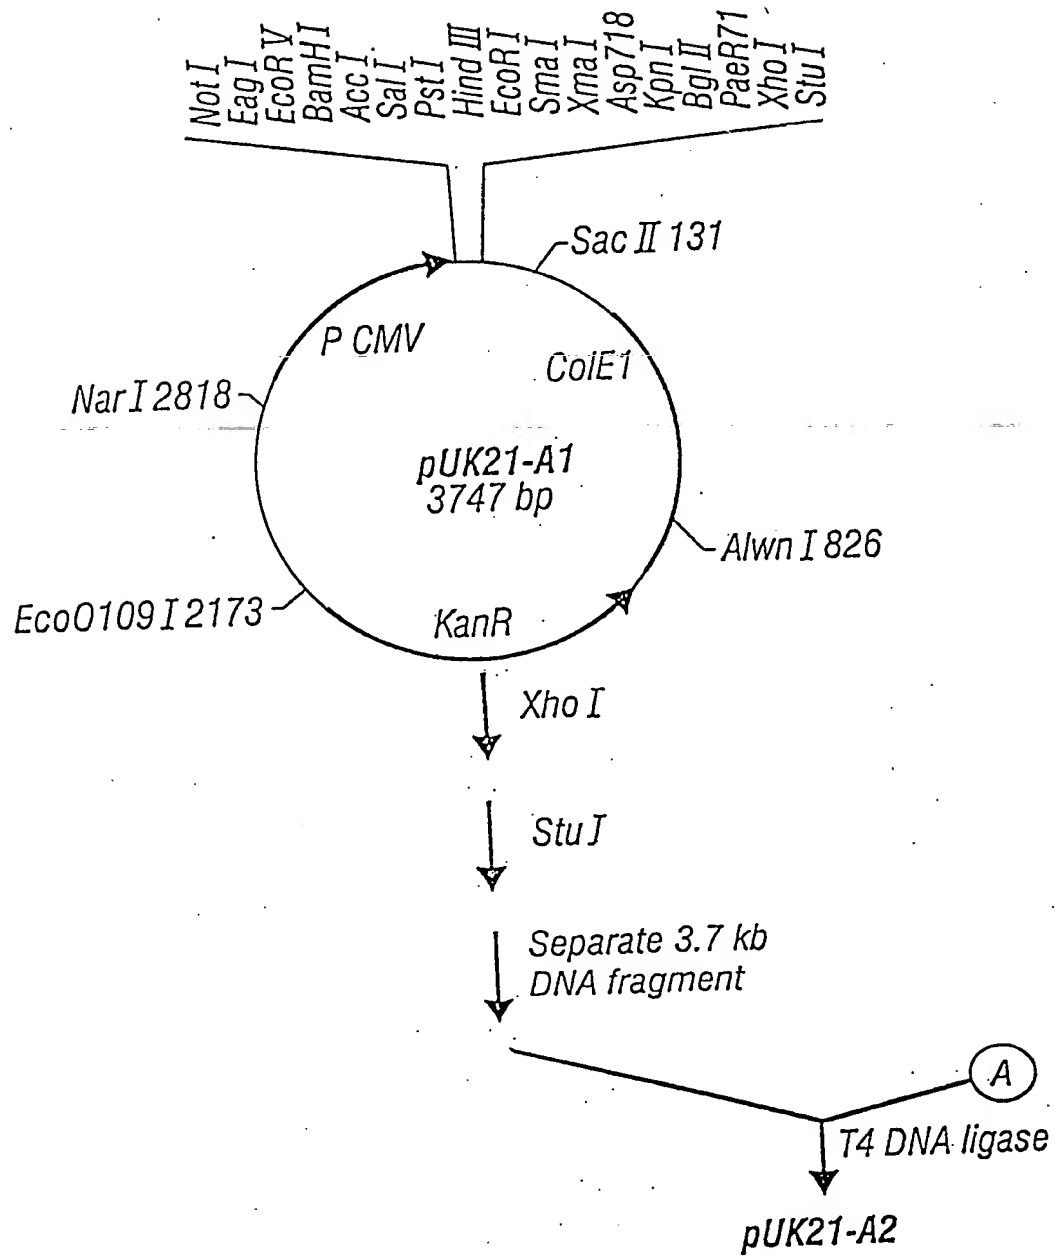 Not I
Eag I
EcoR V
BamH I
Acc I
Sal I
Pst I
Hind III
EcoR I
Sma I
Xma I
Asp718
Kpn I
Bgl II
PaeR71
Xho I
Stu I
Sac II 131
P CMV
ColE1
Nar I 2818
pUK21-A1
3747 bp
Alwn I 826
EcoO109 I 2173
KanR
Xho I
Stu I
Separate 3.7 kb
DNA fragment
A
T4 DNA ligase
pUK21-A2